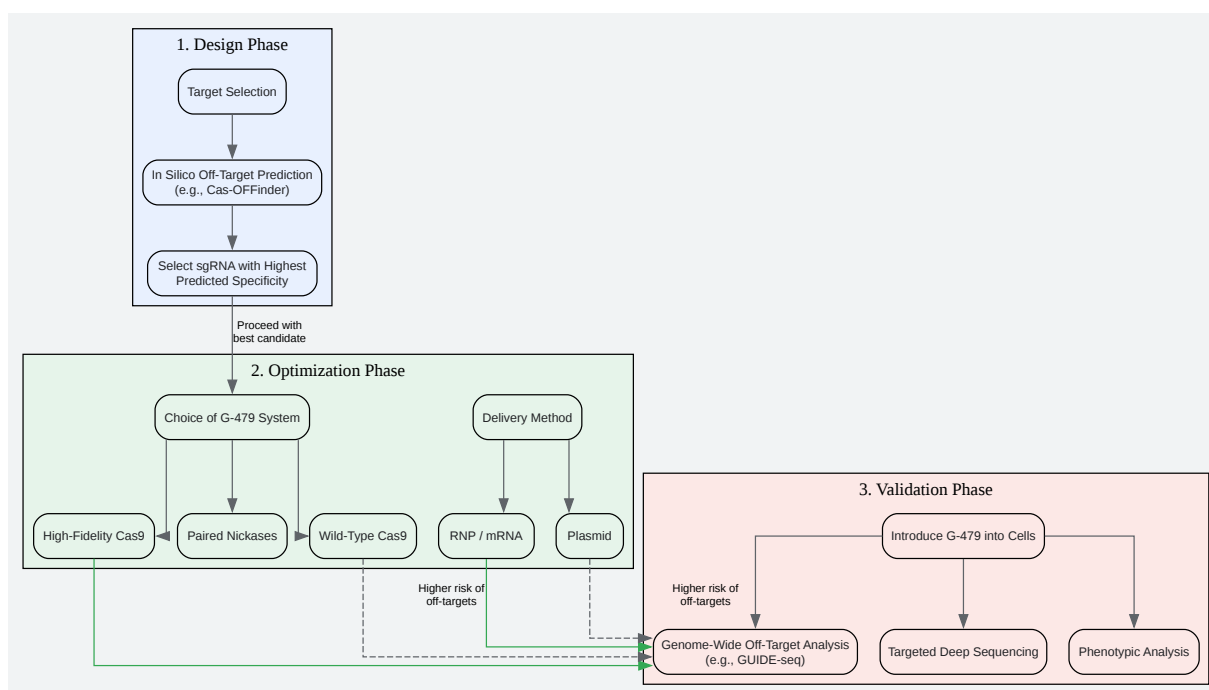 1. Design Phase
Target Selection
In Silico Off-Target Prediction
(e.g., Cas-OFFinder)
Select sgRNA with Highest
Predicted Specificity
Proceed with
best candidate
2. Optimization Phase
Choice of G-479 System
Delivery Method
High-Fidelity Cas9
Paired Nickases
Wild-Type Cas9
RNP / mRNA
Plasmid
Higher risk of
off-targets
3. Validation Phase
Introduce G-479 into Cells
Higher risk of
off-targets
Genome-Wide Off-Target Analysis
(e.g., GUIDE-seq)
Targeted Deep Sequencing
Phenotypic Analysis